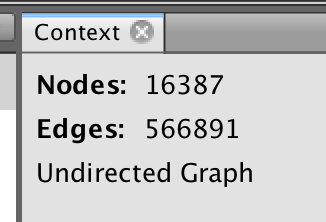 Context
Nodes: 16387
Edges: 566891
Undirected Graph